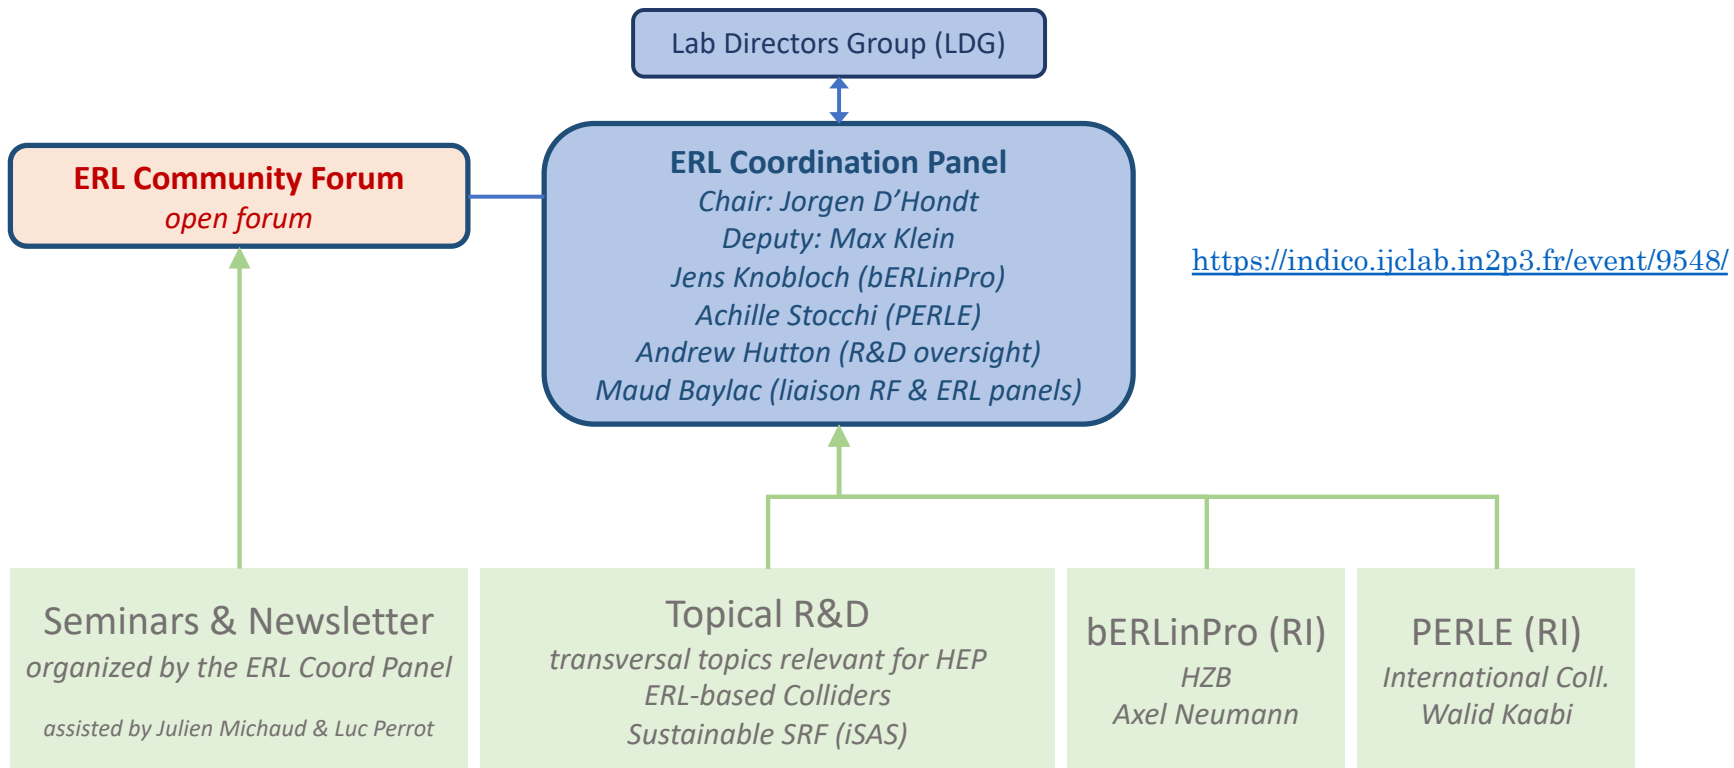 Lab Directors Group (LDG)
ERL Community Forum
open forum
ERL Coordination Panel
Chair: Jorgen D’Hondt
Deputy: Max Klein
Jens Knobloch (bERLinPro)
Achille Stocchi (PERLE)
Andrew Hutton (R&D oversight)
Maud Baylac (liaison RF & ERL panels)
https://indico.ijclab.in2p3.fr/event/9548/
Seminars & Newsletter
organized by the ERL Coord Panel
assisted by Julien Michaud & Luc Perrot
Topical R&D
transversal topics relevant for HEP
ERL-based Colliders
Sustainable SRF (iSAS)
bERLinPro (RI)
HZB
Axel Neumann
PERLE (RI)
International Coll.
Walid Kaabi